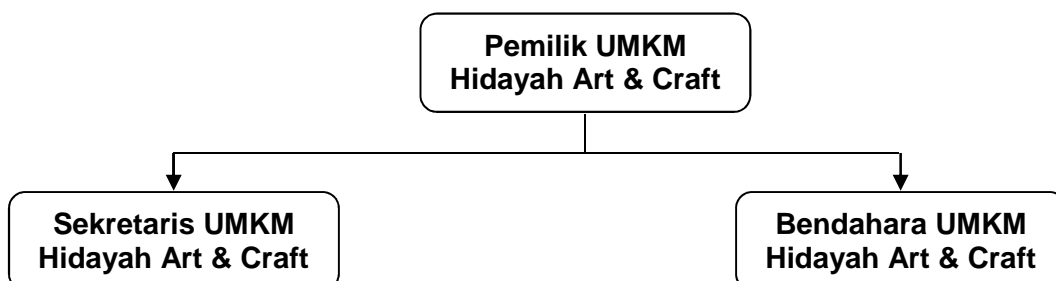 Pemilik UMKM
Hidayah Art & Craft
Sekretaris UMKM
Hidayah Art & Craft
Bendahara UMKM
Hidayah Art & Craft